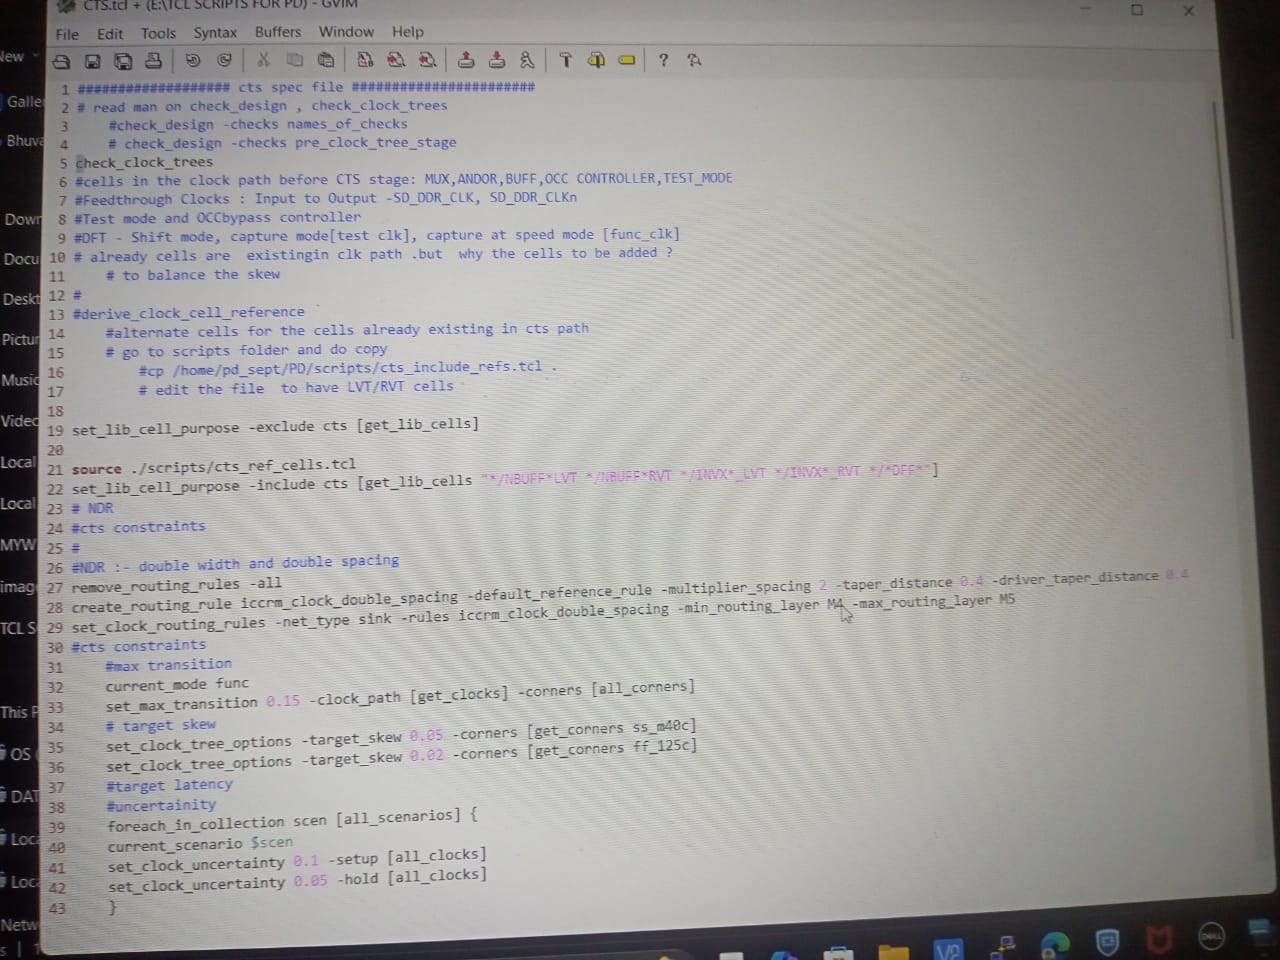 CTS.tcl + (E:\TCL SCRIPTS FOR PD) - GVIM
File Edit Tools Syntax Buffers Window Help
1 ################### cts spec file #######################
2 # read man on check_design , check_clock_trees
3 #check_design -checks names_of_checks
4 # check_design -checks pre_clock_tree_stage
5 check_clock_trees
6 #cells in the clock path before CTS stage: MUX,ANDOR,BUFF,OCC CONTROLLER,TEST_MODE
7 #Feedthrough Clocks : Input to Output -SD_DDR_CLK, SD_DDR_CLKn
8 #Test mode and OCCbypass controller
9 #DFT - Shift mode, capture mode[test clk], capture at speed mode [func_clk]
10 # already cells are existingin clk path .but why the cells to be added ?
11 # to balance the skew
12 #
13 #derive_clock_cell_reference
14 #alternate cells for the cells already existing in cts path
15 # go to scripts folder and do copy
16 #cp /home/pd_sept/PD/scripts/cts_include_refs.tcl .
17 # edit the file to have LVT/RVT cells
18
19 set_lib_cell_purpose -exclude cts [get_lib_cells]
20
21 source ./scripts/cts_ref_cells.tcl
22 set_lib_cell_purpose -include cts [get_lib_cells "*/NBUFF*LVT */NBUFF*RVT */INVX*_LVT */INVX*_RVT */*DFF*"]
23 # NDR
24 #cts constraints
25 #
26 #NDR :- double width and double spacing
27 remove_routing_rules -all
28 create_routing_rule iccrm_clock_double_spacing -default_reference_rule -multiplier_spacing 2 -taper_distance 0.4 -driver_taper_distance 0.4
29 set_clock_routing_rules -net_type sink -rules iccrm_clock_double_spacing -min_routing_layer M4 -max_routing_layer M5
30 #cts constraints
31 #max transition
32 current_mode func
33 set_max_transition 0.15 -clock_path [get_clocks] -corners [all_corners]
34 # target skew
35 set_clock_tree_options -target_skew 0.05 -corners [get_corners ss_m40c]
36 set_clock_tree_options -target_skew 0.02 -corners [get_corners ff_125c]
37 #target latency
38 #uncertainity
39 foreach_in_collection scen [all_scenarios] {
40 current_scenario $scen
41 set_clock_uncertainty 0.1 -setup [all_clocks]
42 set_clock_uncertainty 0.05 -hold [all_clocks]
43 }
New
Galle
Bhuva
Down
Docu
Deskt
Pictur
Music
Video
Local
Local
MYW
imag
TCL S
This P
OS
DAT
Loc
Loc
Netw
DELL